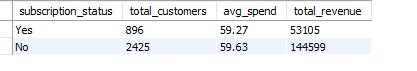 subscription_status total_customers avg_spend total_revenue
Yes 896 59.27 53105
No 2425 59.63 144599